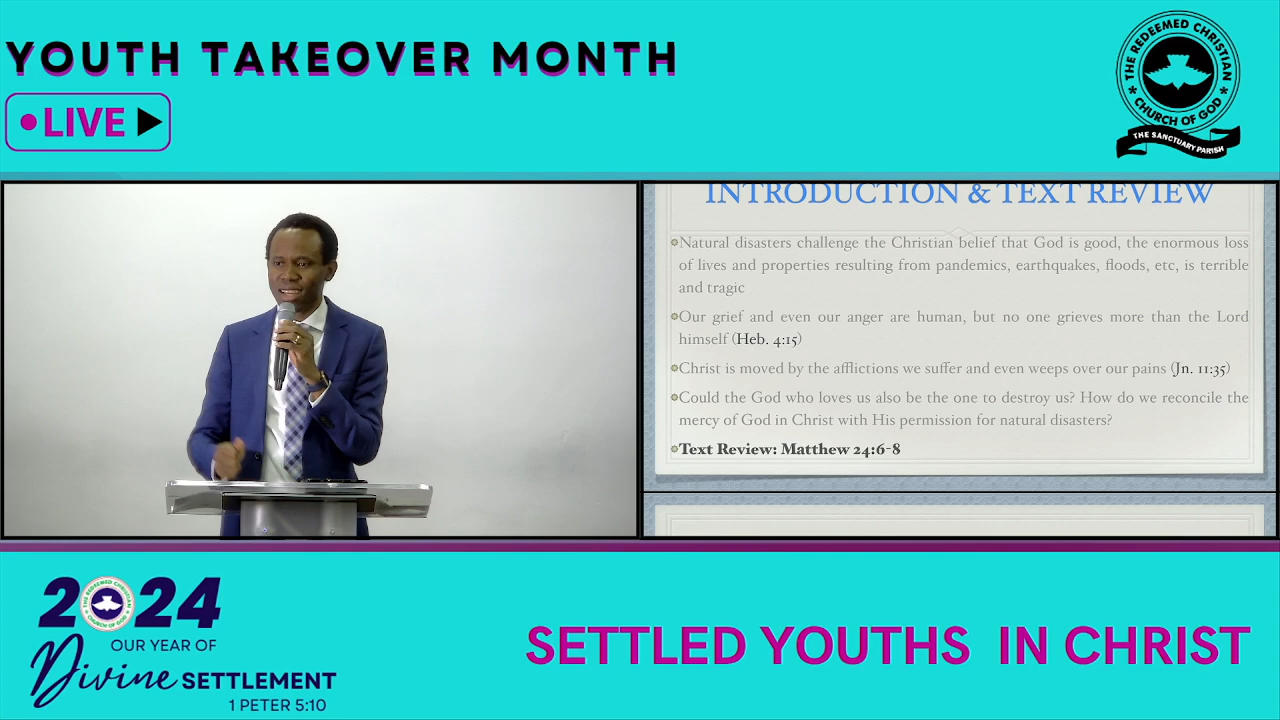 YOUTH TAKEOVER MONTH
LIVE
THE REDEEMED CHRISTIAN
CHURCH OF GOD
THE SANCTUARY PARISH
INTRODUCTION & TEXT REVIEW
Natural disasters challenge the Christian belief that God is good, the enormous loss
of lives and properties resulting from pandemics, earthquakes, floods, etc, is terrible
and tragic
Our grief and even our anger are human, but no one grieves more than the Lord
himself (Heb. 4:15)
Christ is moved by the afflictions we suffer and even weeps over our pains (Jn. 11:35)
Could the God who loves us also be the one to destroy us? How do we reconcile the
mercy of God in Christ with His permission for natural disasters?
Text Review: Matthew 24:6-8
2024
THE REDEEMED CHRISTIAN
CHURCH OF GOD
OUR YEAR OF
Divine SETTLEMENT
1 PETER 5:10
SETTLED YOUTHS IN CHRIST